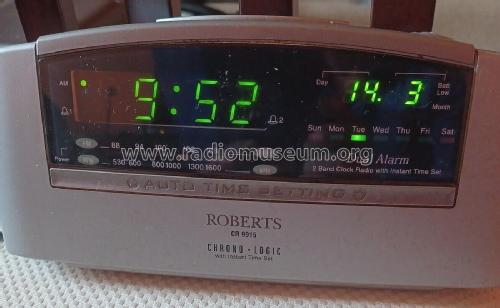 AM
9:52
Day
14. 3
Batt. Low
Month
1
2
Sun Mon Tue Wed Thu Fri Sat
88
530 600 800 1000 1300 1600
Power
www.radiomuseum.org
Alarm
2 Band Clock Radio with Instant Time Set
AUTO TIME SETTING
ROBERTS
CR 9915
CHRONO·LOGIC
with Instant Time Set